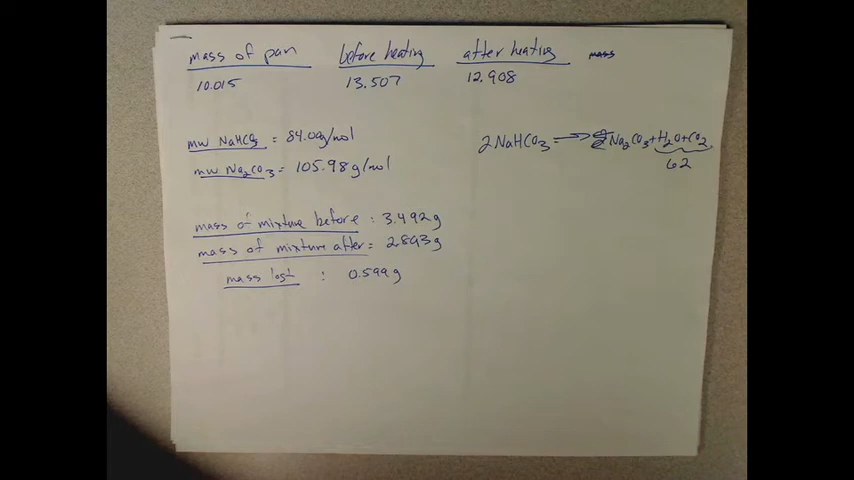 mass of pan before heating after heating mass
10.015 13.507 12.908
mw NaHCO3 = 84.00g/mol
2NaHCO3 → Na2CO3 + H2O + CO2
mw Na2CO3 = 105.98 g/mol
62
mass of mixture before : 3.492g
mass of mixture after = 2.893g
mass lost : 0.599g